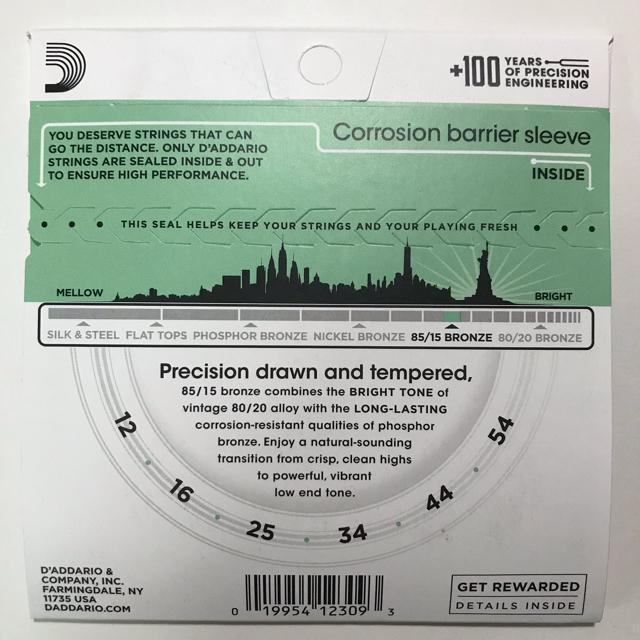 +100 YEARS
OF PRECISION
ENGINEERING
YOU DESERVE STRINGS THAT CAN
GO THE DISTANCE. ONLY D'ADDARIO
STRINGS ARE SEALED INSIDE & OUT
TO ENSURE HIGH PERFORMANCE.
Corrosion barrier sleeve
INSIDE
THIS SEAL HELPS KEEP YOUR STRINGS AND YOUR PLAYING FRESH
MELLOW
BRIGHT
SILK & STEEL FLAT TOPS PHOSPHOR BRONZE NICKEL BRONZE 85/15 BRONZE 80/20 BRONZE
Precision drawn and tempered,
85/15 bronze combines the BRIGHT TONE of
vintage 80/20 alloy with the LONG-LASTING
corrosion-resistant qualities of phosphor
bronze. Enjoy a natural-sounding
transition from crisp, clean highs
to powerful, vibrant
low end tone.
12 • 16 • 25 • 34 • 44 • 54
D'ADDARIO &
COMPANY, INC.
FARMINGDALE, NY
11735 USA
DADDARIO.COM
0 19954 12309 3
GET REWARDED
DETAILS INSIDE